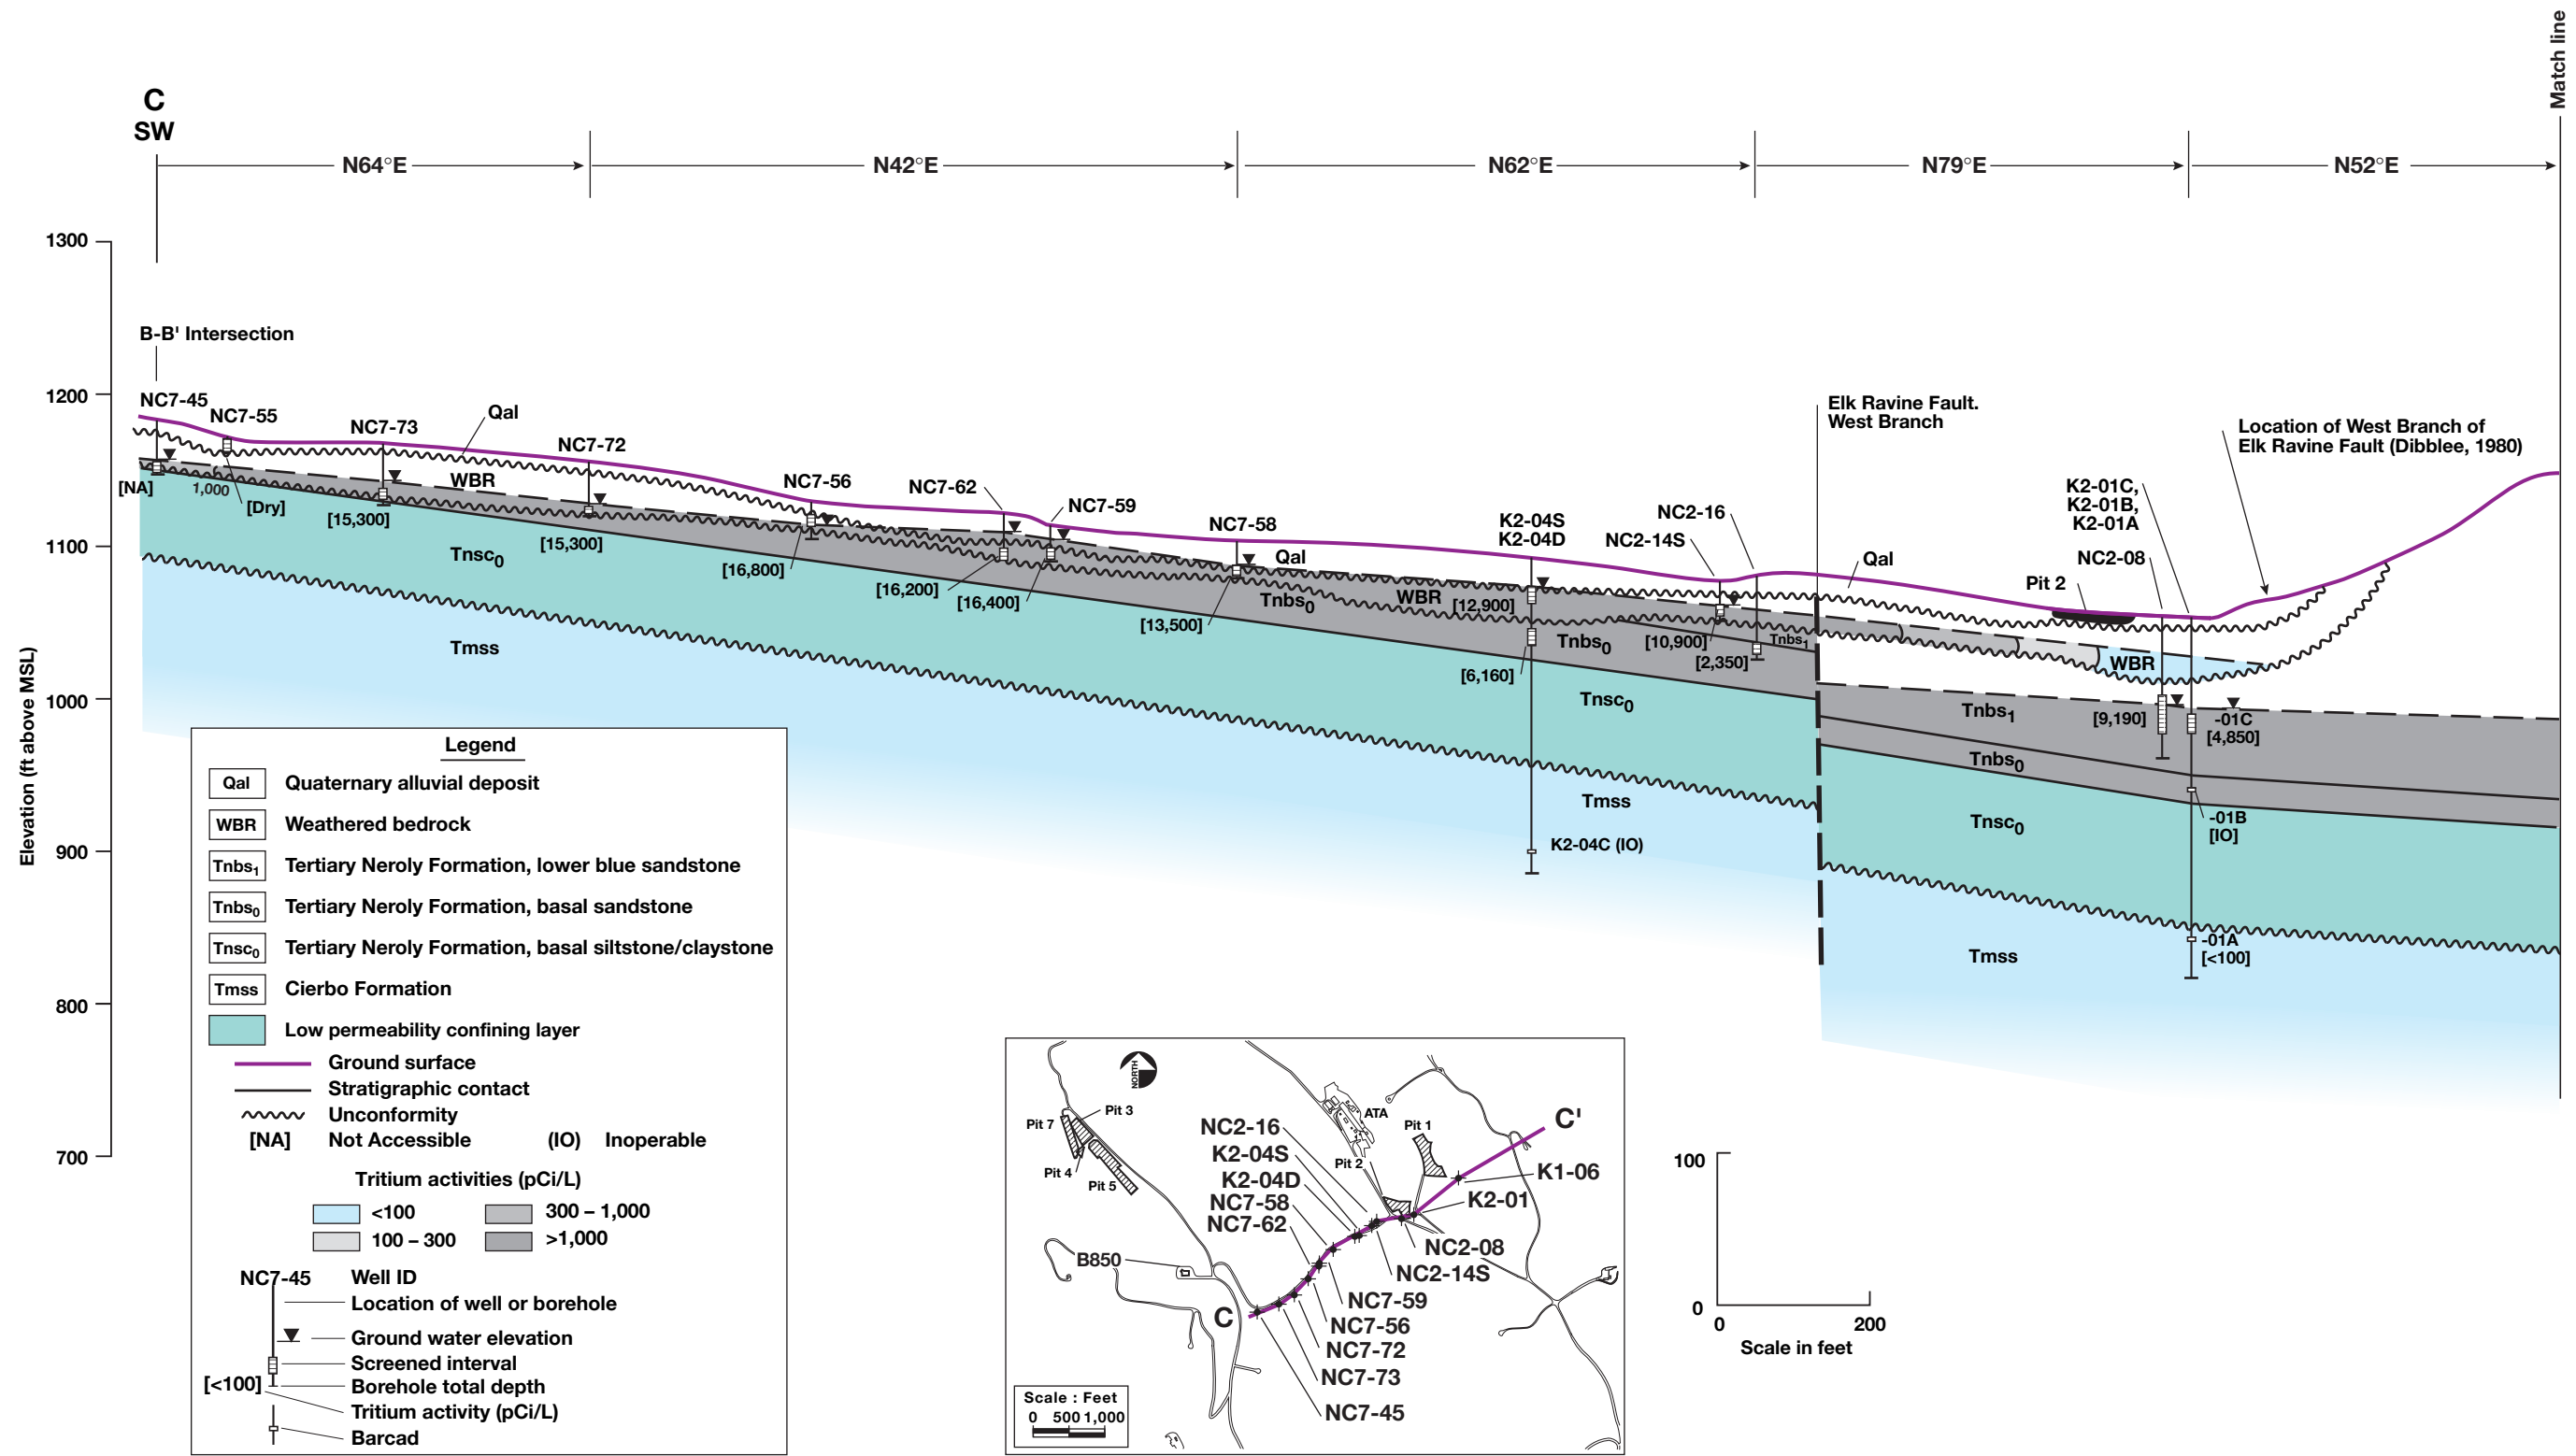 Match line
C
SW
N64°E
N42°E
N62°E
N79°E
N52°E
Elevation (ft above MSL)
1300
1200
1100
1000
900
800
700
B-B' Intersection
NC7-45
NC7-55
NC7-73
Qal
NC7-72
WBR
NC7-56
NC7-62
NC7-59
NC7-58
Qal
K2-04S
K2-04D
NC2-14S
NC2-16
Elk Ravine Fault.
West Branch
Qal
Pit 2
K2-01C,
K2-01B,
K2-01A
NC2-08
Location of West Branch of
Elk Ravine Fault (Dibblee, 1980)
[NA]
1,000
[Dry]
[15,300]
[15,300]
[16,800]
[16,200]
[16,400]
[13,500]
Tnbs0
WBR
[12,900]
[6,160]
Tnbs0
[10,900]
[2,350]
Tnbs1
WBR
Tnbs1
[9,190]
-01C
[4,850]
Tnbs0
-01B
[IO]
Tnsc0
Tnsc0
Tnsc0
Tmss
Tmss
Tmss
K2-04C (IO)
-01A
[<100]
Legend
Qal Quaternary alluvial deposit
WBR Weathered bedrock
Tnbs1 Tertiary Neroly Formation, lower blue sandstone
Tnbs0 Tertiary Neroly Formation, basal sandstone
Tnsc0 Tertiary Neroly Formation, basal siltstone/claystone
Tmss Cierbo Formation
Low permeability confining layer
Ground surface
Stratigraphic contact
Unconformity
[NA] Not Accessible (IO) Inoperable
Tritium activities (pCi/L)
<100 300 – 1,000
100 – 300 >1,000
NC7-45 Well ID
Location of well or borehole
Ground water elevation
Screened interval
[<100] Borehole total depth
Tritium activity (pCi/L)
Barcad
NORTH
Pit 3
Pit 7
Pit 4
Pit 5
ATA
Pit 1
Pit 2
C'
NC2-16
K2-04S
K2-04D
NC7-58
NC7-62
K1-06
K2-01
NC2-08
NC2-14S
B850
NC7-59
C
NC7-56
NC7-72
NC7-73
NC7-45
Scale : Feet
0 500 1,000
100
0
0 200
Scale in feet